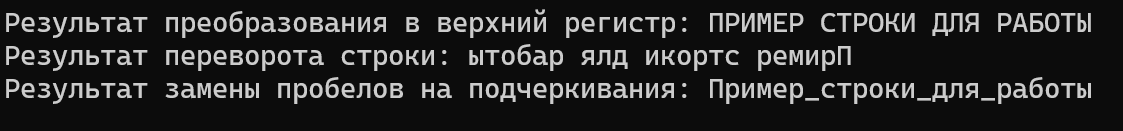 Результат преобразования в верхний регистр: ПРИМЕР СТРОКИ ДЛЯ РАБОТЫ
Результат переворота строки: ытобар ялд икортс ремирП
Результат замены пробелов на подчеркивания: Пример_строки_для_работы